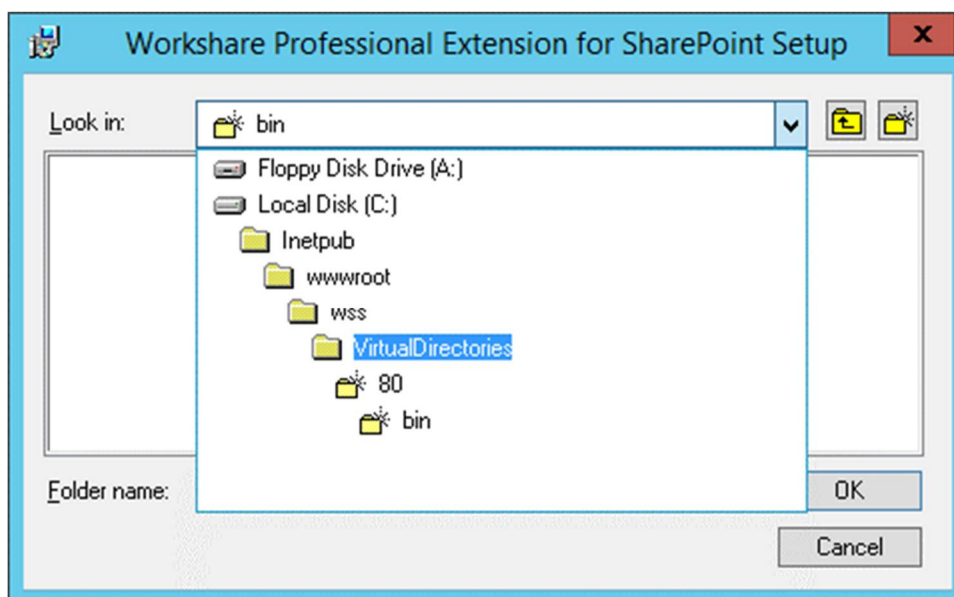 Workshare Professional Extension for SharePoint Setup
x
Look in:
bin
Floppy Disk Drive (A:)
Local Disk (C:)
Inetpub
wwwroot
wss
VirtualDirectories
80
bin
Folder name:
OK
Cancel